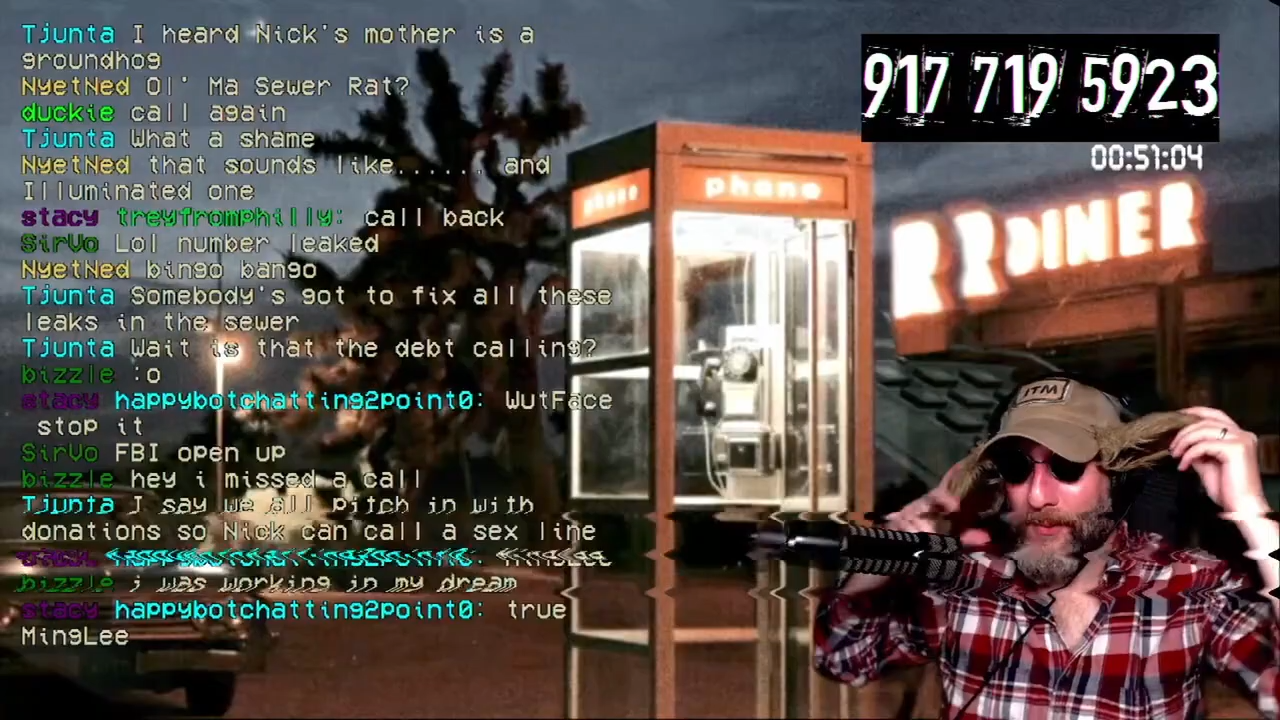 Tjunta I heard Nick's mother is a
groundhog
NyetNed Ol' Ma Sewer Rat?
duckie call again
Tjunta What a shame
NyetNed that sounds like...... and
Illuminated one
stacy treyfromphilly: call back
SirVo Lol number leaked
NyetNed bingo bango
Tjunta Somebody's got to fix all these
leaks in the sewer
Tjunta Wait is that the debt calling?
bizzle :o
stacy happybotchatting2point0: WutFace
stop it
SirVo FBI open up
bizzle hey i missed a call
Tjunta I say we all pitch in with
donations so Nick can call a sex line
stacy happybotchatting2point0: MingLee
bizzle i was working in my dream
stacy happybotchatting2point0: true
MingLee
917 719 5923
00:51:04
phone
phone
RR DINER
ITM